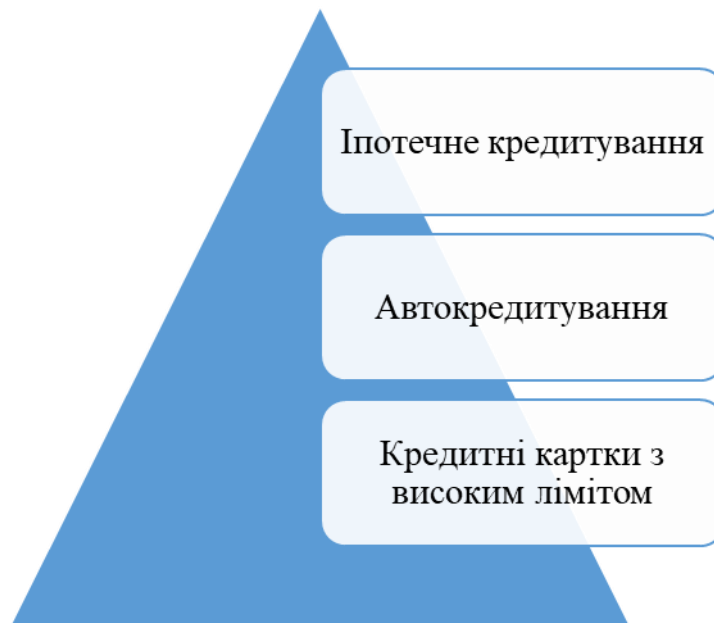 Іпотечне кредитування
Автокредитування
Кредитні картки з
високим лімітом